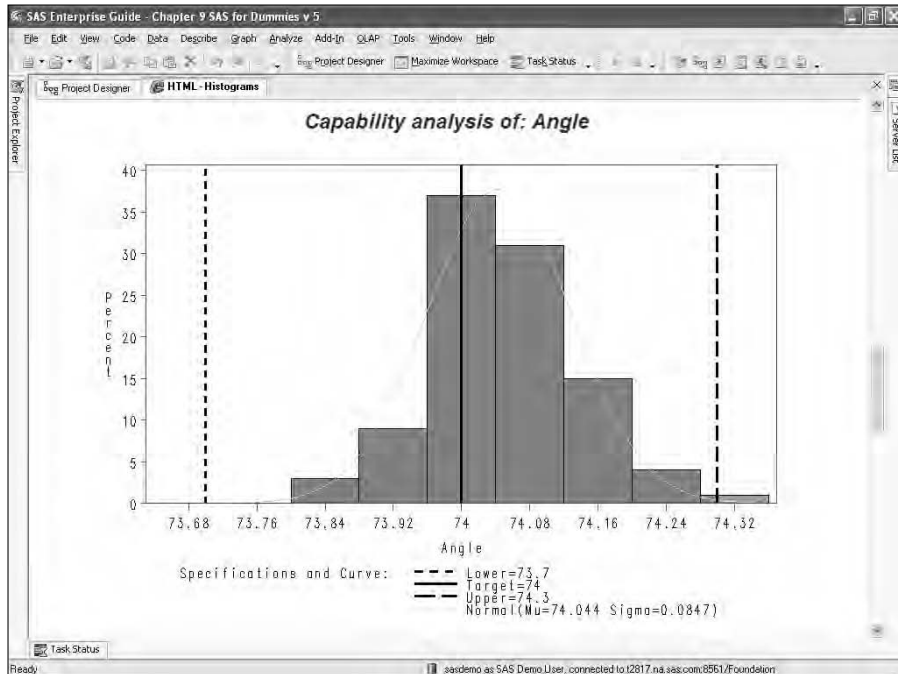 SAS Enterprise Guide - Chapter 9 SAS for Dummies v 5
File Edit View Code Data Describe Graph Analyze Add-In OLAP Tools Window Help
Project Designer Maximize Workspace Task Status
Project Designer HTML - Histograms
Project Explorer
Server List
Capability analysis of: Angle
Percent
40
35
30
25
20
15
10
5
0
73.68 73.76 73.84 73.92 74 74.08 74.16 74.24 74.32
Angle
Specifications and Curve: Lower=73.7
Target=74
Upper=74.3
Normal(Mu=74.044 Sigma=0.0847)
Task Status
Ready sasdemo as SAS Demo User, connected to t2817.na.sas.com:8561/Foundation